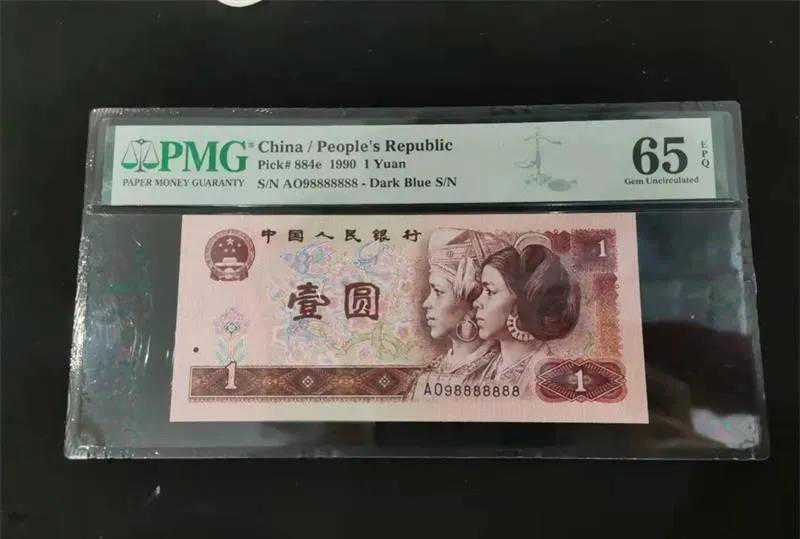 PMG
PAPER MONEY GUARANTY
China / People's Republic
Pick# 884e 1990 1 Yuan
S/N AO98888888 - Dark Blue S/N
65
EPQ
Gem Uncirculated
中国人民银行
1
壹圆
1
AO98888888
1